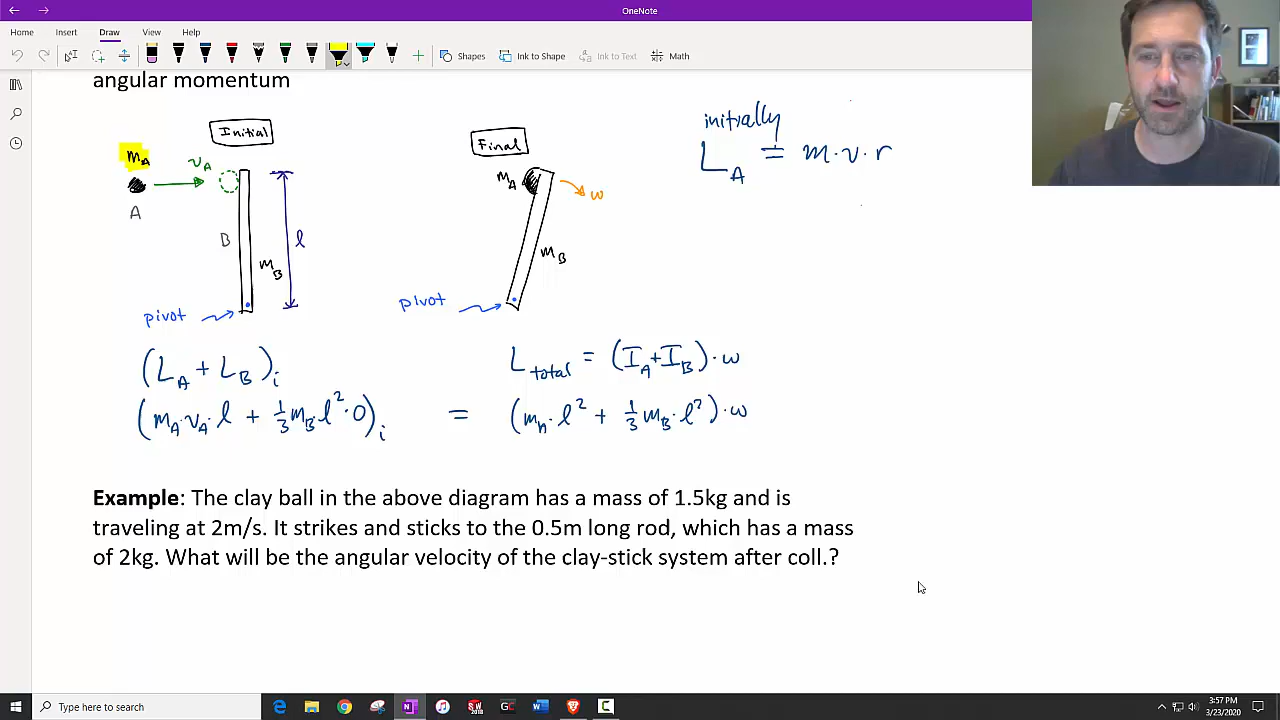 OneNote
Home Insert Draw View Help
Shapes Ink to Shape Ink to Text Math
angular momentum
Initial
Final
initially
L_A = m·v·r
m_A
v_A
m_A
ω
A
B
l
m_B
m_B
pivot
pivot
(L_A + L_B)_i
L_total = (I_A+I_B)·ω
(m_A·v_A·l + 1/3 m_B·l²·0)_i = (m_A·l² + 1/3 m_B·l²)·ω
Example: The clay ball in the above diagram has a mass of 1.5kg and is
traveling at 2m/s. It strikes and sticks to the 0.5m long rod, which has a mass
of 2kg. What will be the angular velocity of the clay-stick system after coll.?
Type here to search
3:57 PM
3/23/2020